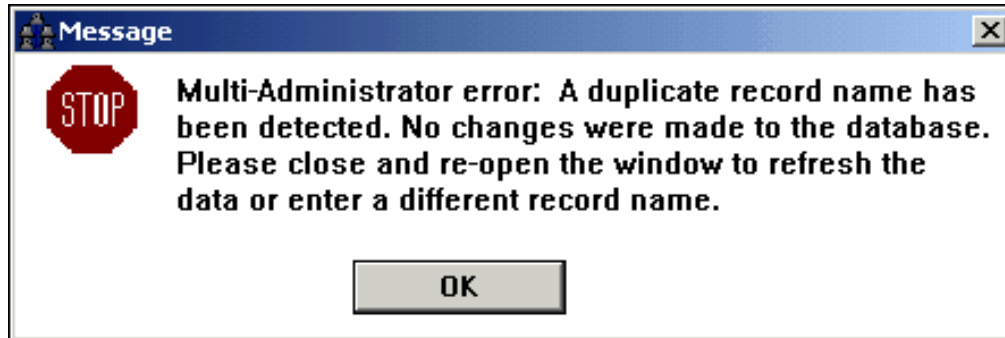 Message
STOP
Multi-Administrator error: A duplicate record name has
been detected. No changes were made to the database.
Please close and re-open the window to refresh the
data or enter a different record name.
OK